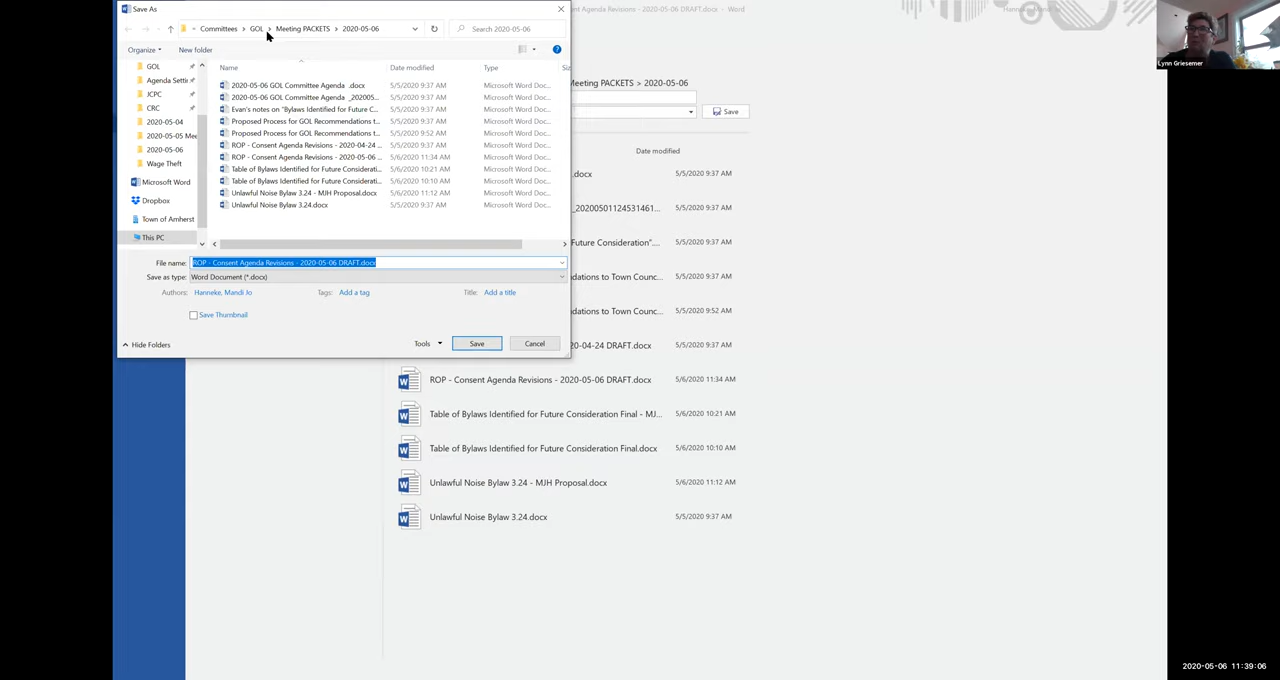 Save As
Committees > GOL > Meeting PACKETS > 2020-05-06
Search 2020-05-06
Organize
New folder
?
Name
Date modified
Type
GOL
Agenda Settir
JCPC
CRC
2020-05-04
2020-05-05 Mee
2020-05-06
Wage Theft
Microsoft Word
Dropbox
Town of Amherst
This PC
2020-05-06 GOL Committee Agenda .docx 5/5/2020 9:37 AM Microsoft Word Doc...
2020-05-06 GOL Committee Agenda _202005... 5/5/2020 9:37 AM Microsoft Word Doc...
Evan's notes on "Bylaws Identified for Future C... 5/5/2020 9:37 AM Microsoft Word Doc...
Proposed Process for GOL Recommendations t... 5/5/2020 9:37 AM Microsoft Word Doc...
Proposed Process for GOL Recommendations t... 5/5/2020 9:52 AM Microsoft Word Doc...
ROP - Consent Agenda Revisions - 2020-04-24 ... 5/5/2020 9:37 AM Microsoft Word Doc...
ROP - Consent Agenda Revisions - 2020-05-06 ... 5/6/2020 11:34 AM Microsoft Word Doc...
Table of Bylaws Identified for Future Considerati... 5/6/2020 10:21 AM Microsoft Word Doc...
Table of Bylaws Identified for Future Considerati... 5/6/2020 10:10 AM Microsoft Word Doc...
Unlawful Noise Bylaw 3.24 - MJH Proposal.docx 5/6/2020 11:12 AM Microsoft Word Doc...
Unlawful Noise Bylaw 3.24.docx 5/5/2020 9:37 AM Microsoft Word Doc...
File name: ROP - Consent Agenda Revisions - 2020-05-06 DRAFT.docx
Save as type: Word Document (*.docx)
Authors: Hanneke, Mandi Jo
Tags: Add a tag
Title: Add a title
Save Thumbnail
Hide Folders
Tools
Save
Cancel
ent Agenda Revisions - 2020-05-06 DRAFT.docx - Word
Meeting PACKETS > 2020-05-06
Save
Date modified
.docx 5/5/2020 9:37 AM
_20200501124531461... 5/5/2020 9:37 AM
Future Consideration".... 5/5/2020 9:37 AM
dations to Town Counc... 5/5/2020 9:37 AM
dations to Town Counc... 5/5/2020 9:52 AM
20-04-24 DRAFT.docx 5/5/2020 9:37 AM
ROP - Consent Agenda Revisions - 2020-05-06 DRAFT.docx 5/6/2020 11:34 AM
Table of Bylaws Identified for Future Consideration Final - MJ... 5/6/2020 10:21 AM
Table of Bylaws Identified for Future Consideration Final.docx 5/6/2020 10:10 AM
Unlawful Noise Bylaw 3.24 - MJH Proposal.docx 5/6/2020 11:12 AM
Unlawful Noise Bylaw 3.24.docx 5/5/2020 9:37 AM
Lynn Griesemer
2020-05-06 11:39:06